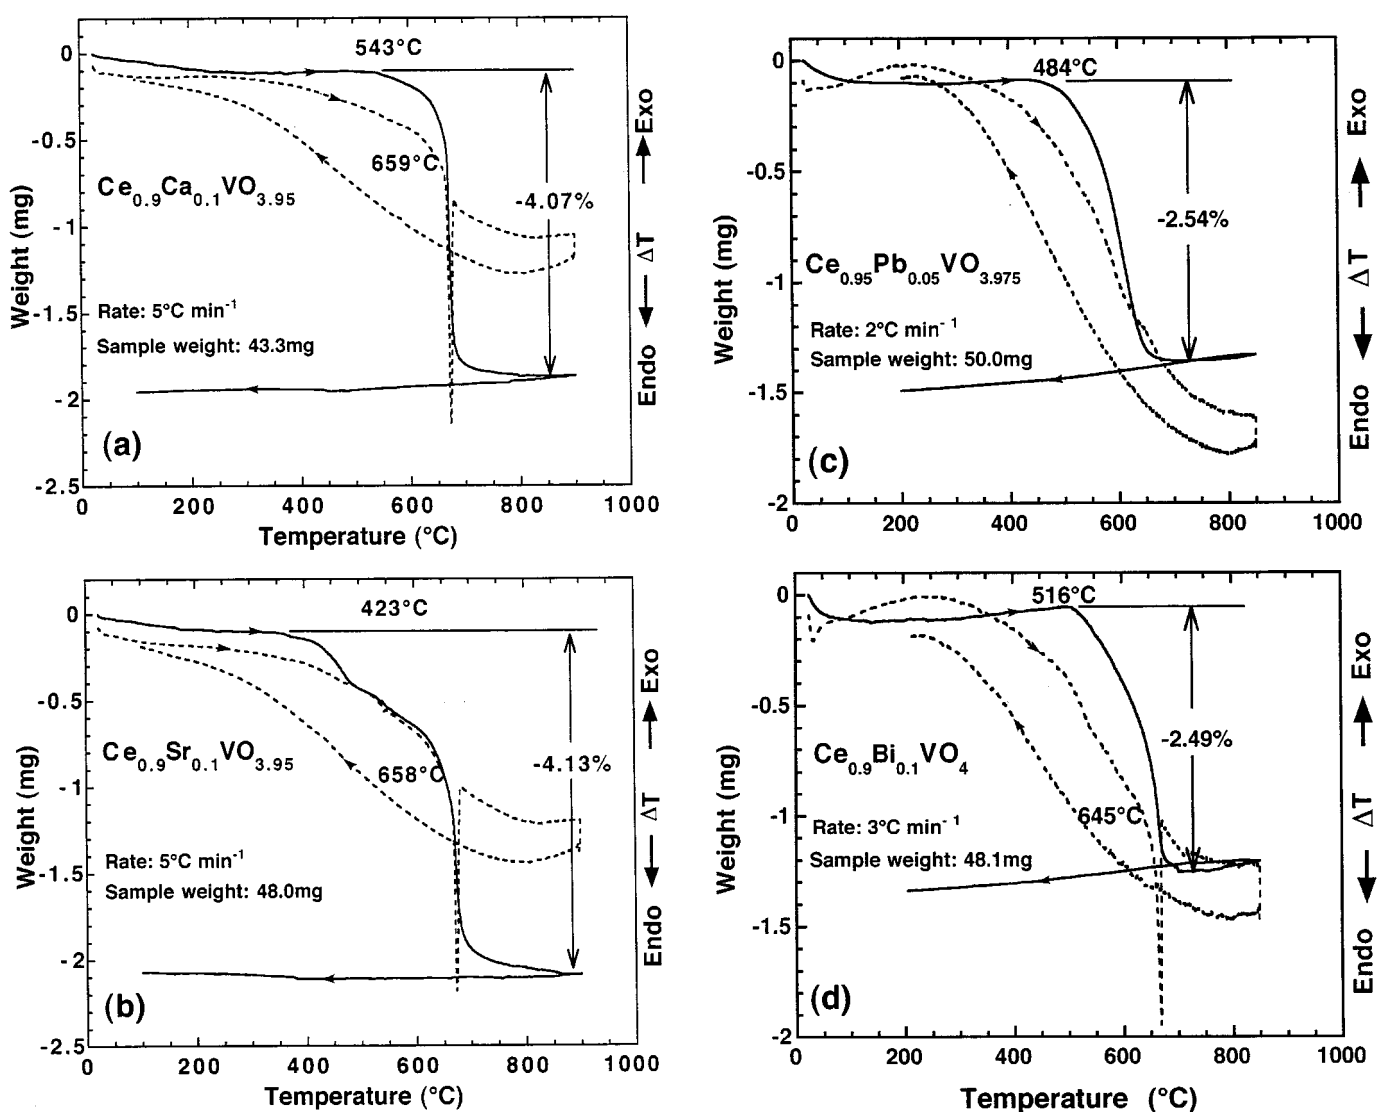 543°C
0
-0.5
-1
-1.5
-2
-2.5
Weight (mg)
659°C
Ce0.9Ca0.1VO3.95
-4.07%
Rate: 5°C min-1
Sample weight: 43.3mg
(a)
0 200 400 600 800 1000
Temperature (°C)
Endo ΔT Exo
484°C
0
-0.5
-1
-1.5
-2
Weight (mg)
-2.54%
Ce0.95Pb0.05VO3.975
Rate: 2°C min-1
Sample weight: 50.0mg
(c)
0 200 400 600 800 1000
Temperature (°C)
Endo ΔT Exo
423°C
0
-0.5
-1
-1.5
-2
-2.5
Weight (mg)
Ce0.9Sr0.1VO3.95
658°C
-4.13%
Rate: 5°C min-1
Sample weight: 48.0mg
(b)
0 200 400 600 800 1000
Temperature (°C)
Endo ΔT Exo
516°C
0
-0.5
-1
-1.5
-2
Weight (mg)
-2.49%
Ce0.9Bi0.1VO4
645°C
Rate: 3°C min-1
Sample weight: 48.1mg
(d)
0 200 400 600 800 1000
Temperature (°C)
Endo ΔT Exo